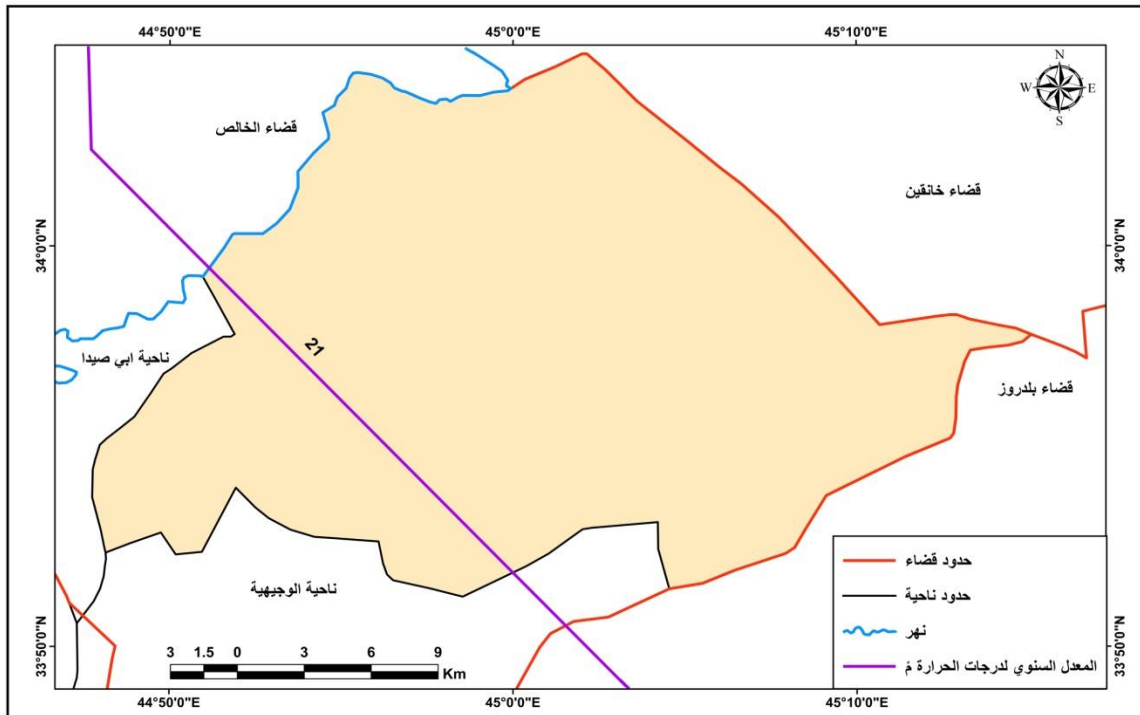 44°50'0"E
45°0'0"E
45°10'0"E
N
W
E
S
قضاء الخالص
قضاء خانقين
34°0'0"N
34°0'0"N
21
ناحية ابي صيدا
قضاء بلدروز
ناحية الوجيهية
حدود قضاء
حدود ناحية
نهر
المعدل السنوي لدرجات الحرارة مْ
33°50'0"N
33°50'0"N
3 1.5 0 3 6 9
Km
44°50'0"E
45°0'0"E
45°10'0"E